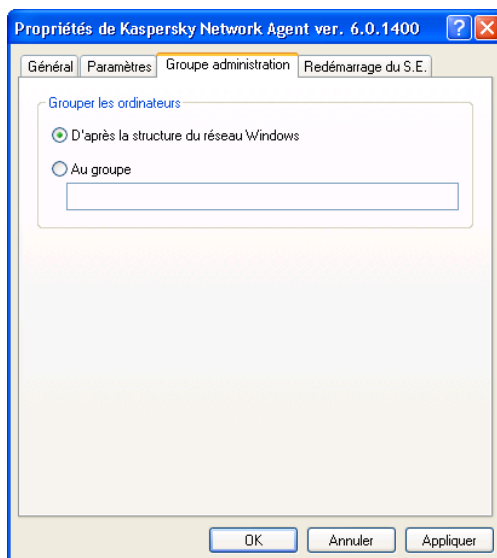 Propriétés de Kaspersky Network Agent ver. 6.0.1400
Général Paramètres Groupe administration Redémarrage du S.E.
Grouper les ordinateurs
D'après la structure du réseau Windows
Au groupe
OK Annuler Appliquer